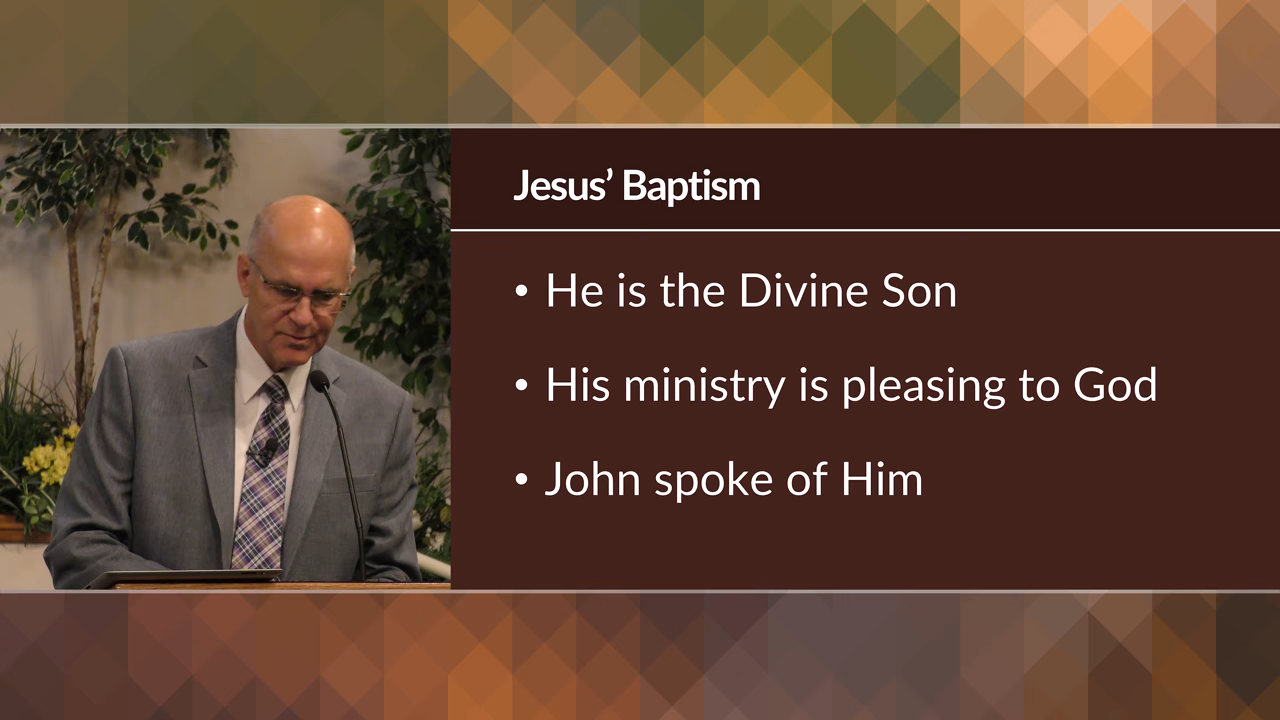 Jesus’ Baptism
• He is the Divine Son
• His ministry is pleasing to God
• John spoke of Him